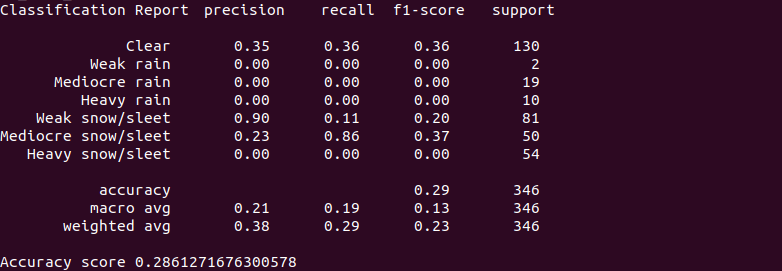 Classification Report precision recall f1-score support
Clear 0.35 0.36 0.36 130
Weak rain 0.00 0.00 0.00 2
Mediocre rain 0.00 0.00 0.00 19
Heavy rain 0.00 0.00 0.00 10
Weak snow/sleet 0.90 0.11 0.20 81
Mediocre snow/sleet 0.23 0.86 0.37 50
Heavy snow/sleet 0.00 0.00 0.00 54
accuracy 0.29 346
macro avg 0.21 0.19 0.13 346
weighted avg 0.38 0.29 0.23 346
Accuracy score 0.2861271676300578